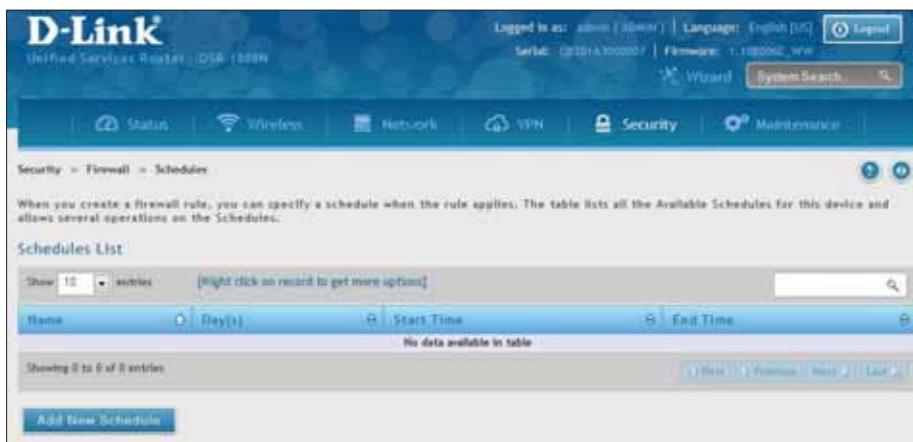 D-Link
Logged in as: admin ( ADMIN ) | Language: English [US]
Logout
Unified Services Router - DSR-1000N
Serial: | Firmware:
Wizard
System Search
Status
Wireless
Network
VPN
Security
Maintenance
Security » Firewall » Schedules
When you create a firewall rule, you can specify a schedule when the rule applies. The table lists all the Available Schedules for this device and
allows several operations on the Schedules.
Schedules List
Show 10 entries
[Right click on record to get more options]
Name
Day(s)
Start Time
End Time
No data available in table
Showing 0 to 0 of 0 entries
First
Previous
Next
Last
Add New Schedule